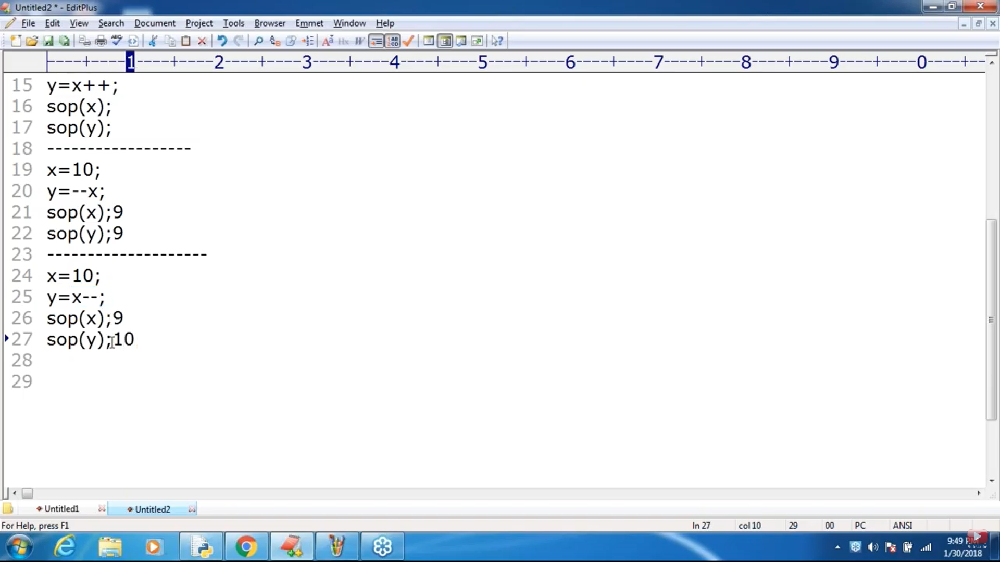 Untitled2 * - EditPlus
File Edit View Search Document Project Tools Browser Emmet Window Help
----+----1----+----2----+----3----+----4----+----5----+----6----+----7----+----8----+----9----+----0----+--
15 y=x++;
16 sop(x);
17 sop(y);
18 ------------------
19 x=10;
20 y=--x;
21 sop(x);9
22 sop(y);9
23 --------------------
24 x=10;
25 y=x--;
26 sop(x);9
27 sop(y);10
28
29
Untitled1 Untitled2
For Help, press F1 ln 27 col 10 29 00 PC ANSI
9:49 PM
Subscribe
1/30/2018